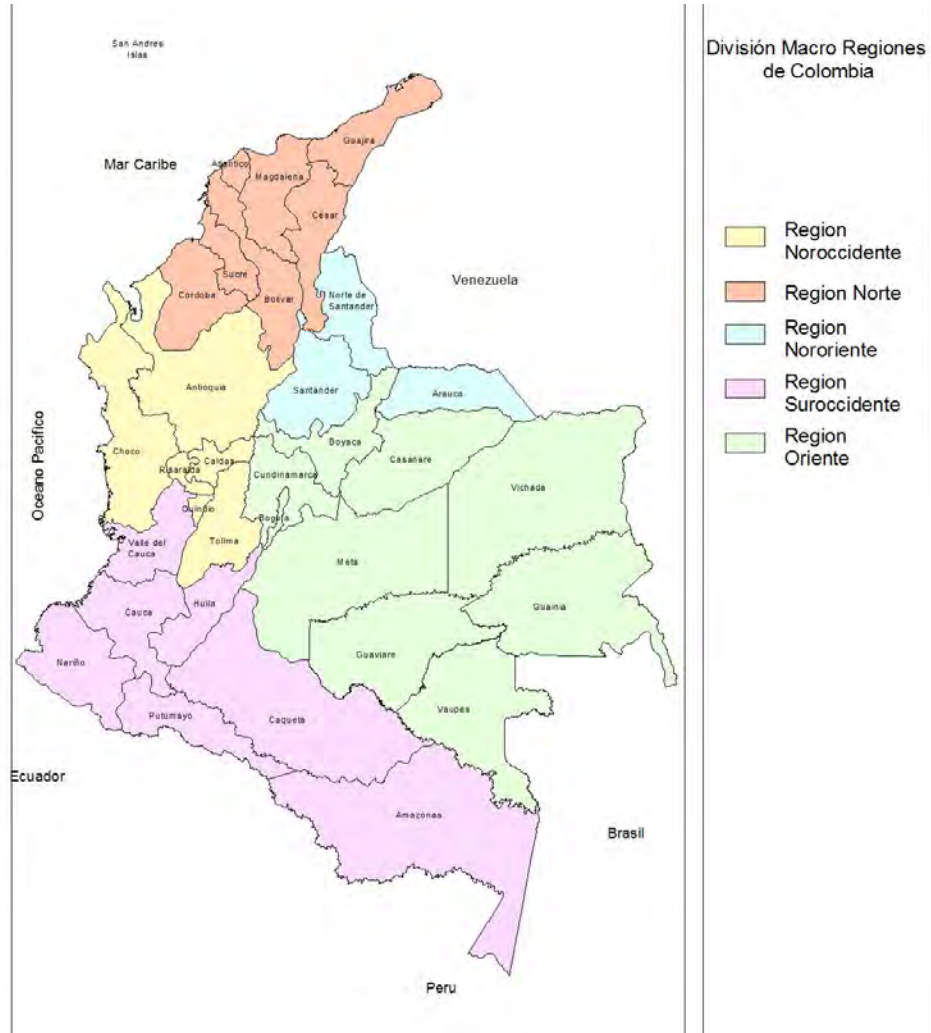 San Andres
Islas
División Macro Regiones
de Colombia
Guajira
Atlantico
Magdalena
Mar Caribe
Cesar
Region
Noroccidente
Sucre
Venezuela
Cordoba
Bolivar
Norte de
Santander
Region Norte
Region
Nororiente
Antioquia
Santander
Arauca
Region
Suroccidente
Oceano Pacifico
Choco
Boyaca
Casanare
Region
Oriente
Risaralda
Caldas
Cundinamarca
Vichada
Quindio
Bogota
Valle del
Cauca
Tolima
Meta
Cauca
Huila
Guainia
Nariño
Guaviare
Vaupes
Putumayo
Caqueta
Ecuador
Amazonas
Brasil
Peru